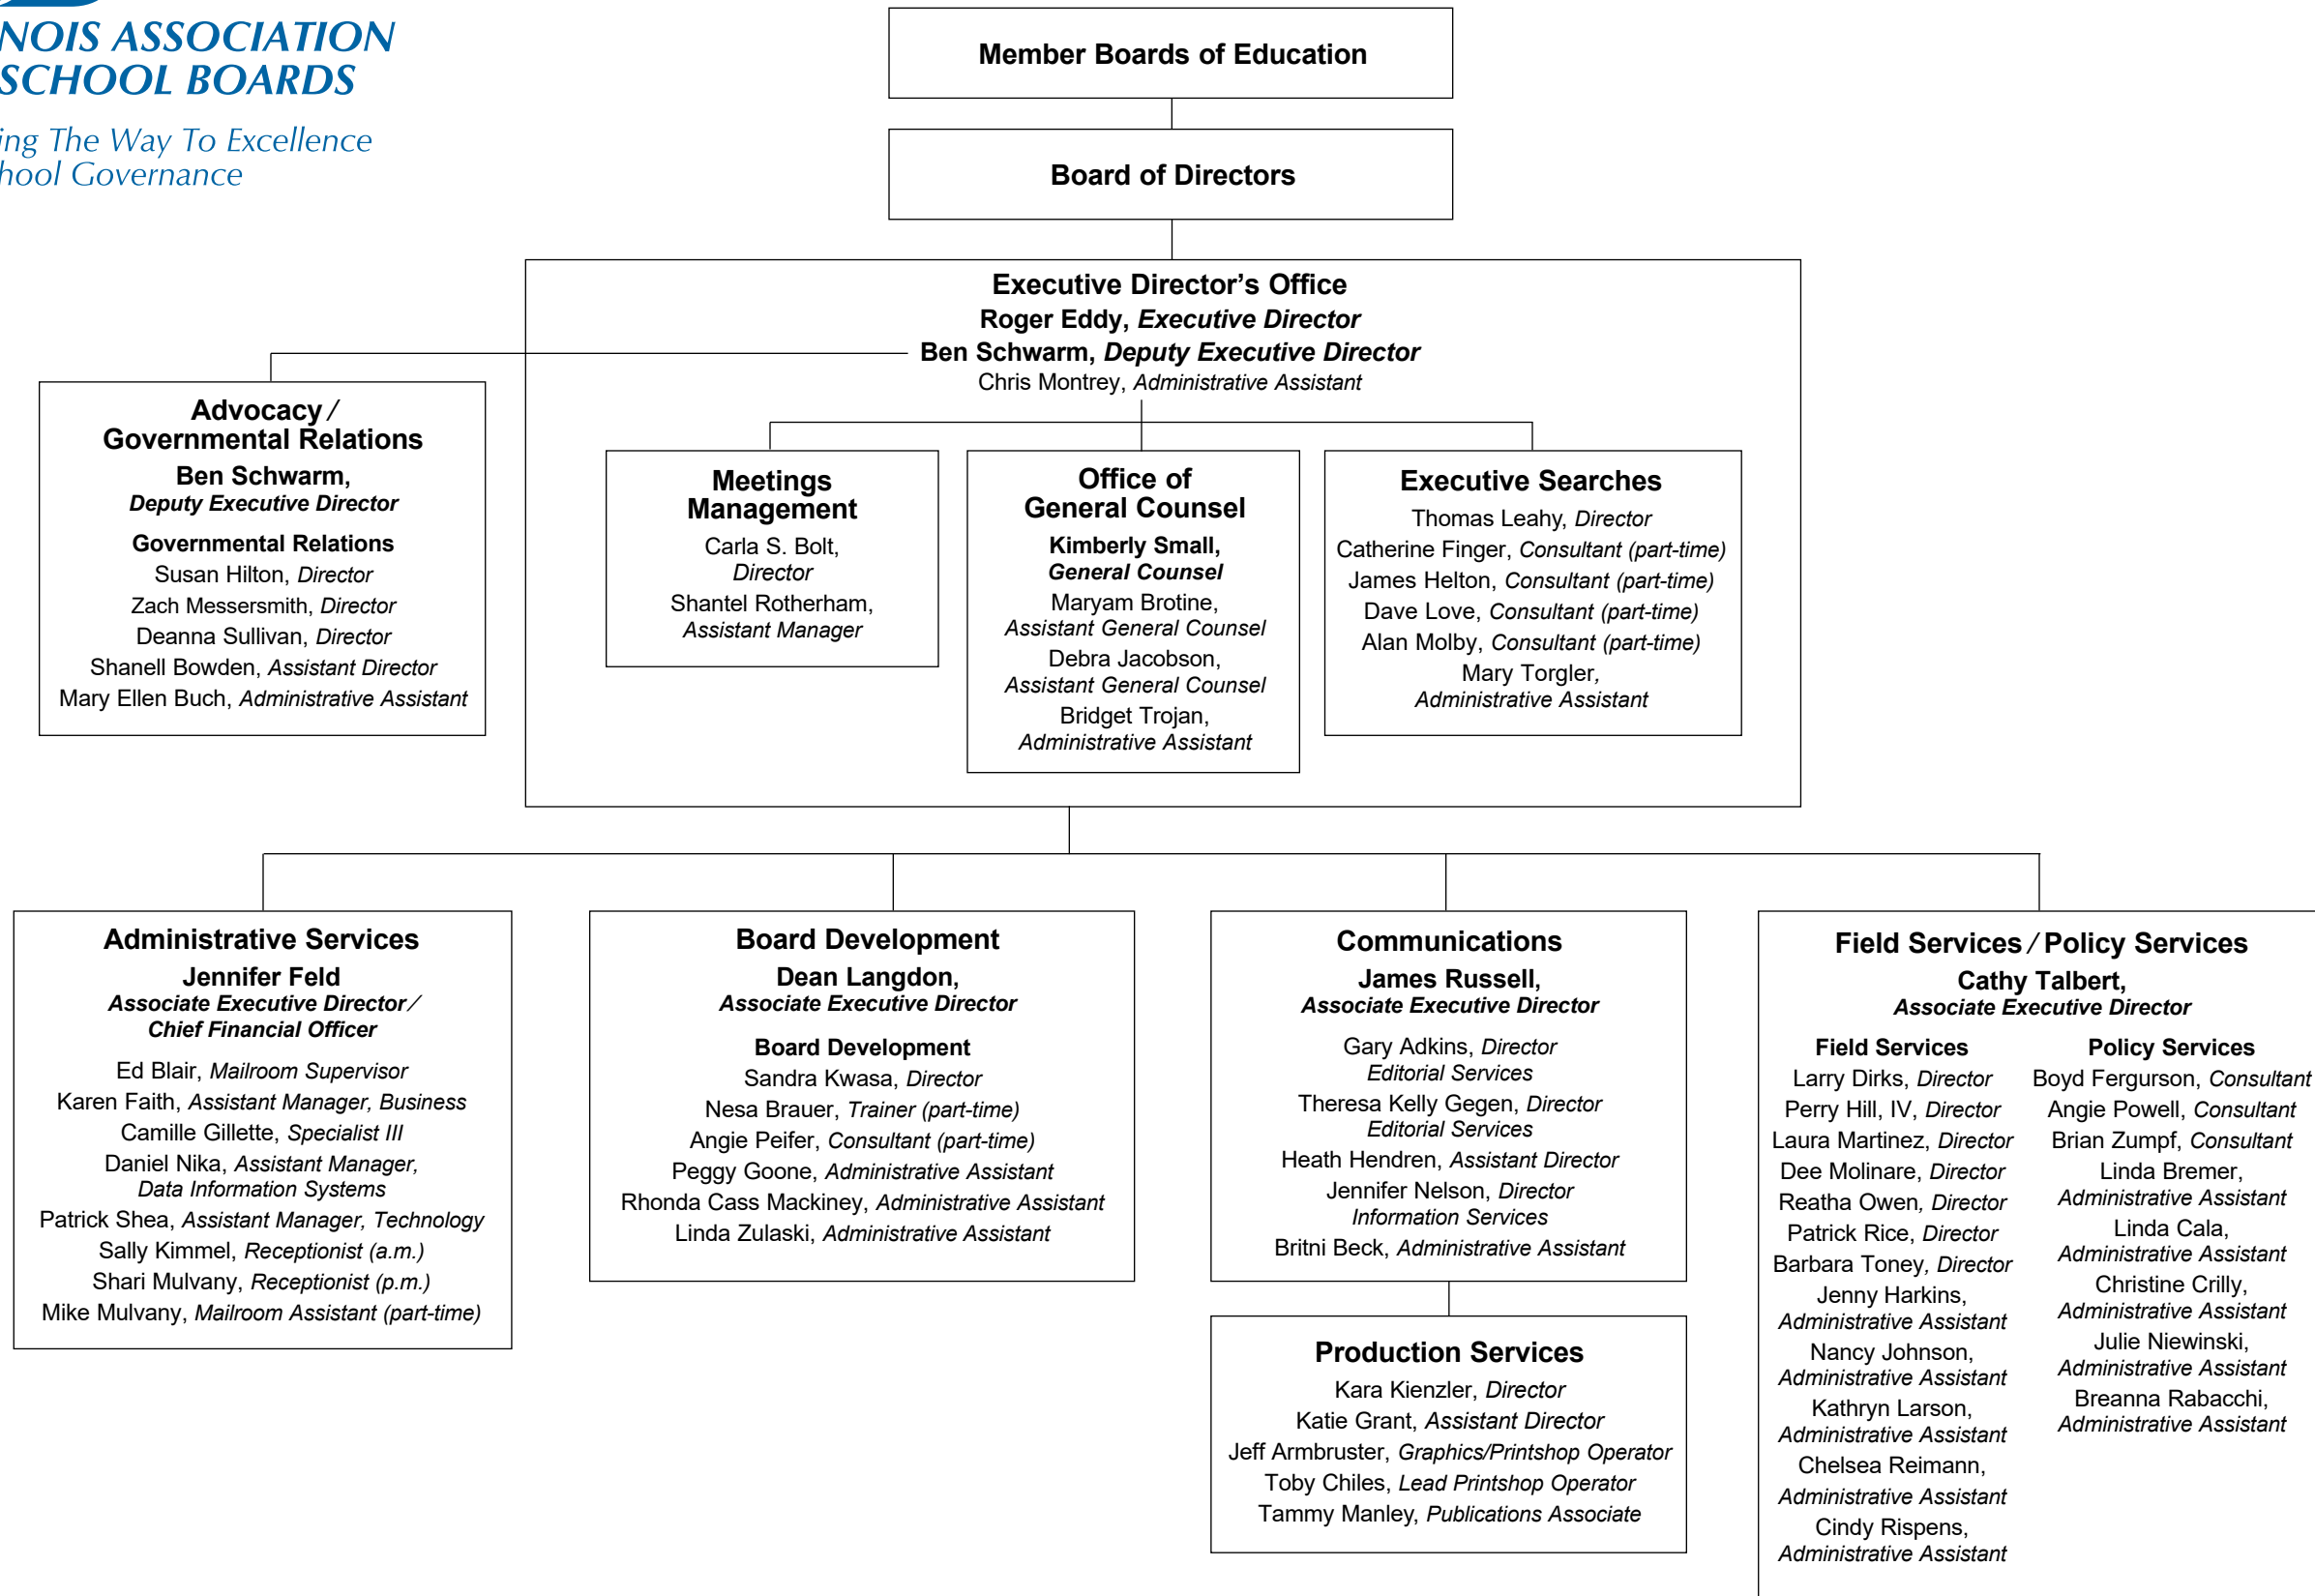 NOIS ASSOCIATION
SCHOOL BOARDS
ing The Way To Excellence
hool Governance
Member Boards of Education
Board of Directors
Executive Director’s Office
Roger Eddy, Executive Director
Ben Schwarm, Deputy Executive Director
Chris Montrey, Administrative Assistant
Advocacy /
Governmental Relations
Ben Schwarm,
Deputy Executive Director
Governmental Relations
Susan Hilton, Director
Zach Messersmith, Director
Deanna Sullivan, Director
Shanell Bowden, Assistant Director
Mary Ellen Buch, Administrative Assistant
Meetings
Management
Carla S. Bolt,
Director
Shantel Rotherham,
Assistant Manager
Office of
General Counsel
Kimberly Small,
General Counsel
Maryam Brotine,
Assistant General Counsel
Debra Jacobson,
Assistant General Counsel
Bridget Trojan,
Administrative Assistant
Executive Searches
Thomas Leahy, Director
Catherine Finger, Consultant (part-time)
James Helton, Consultant (part-time)
Dave Love, Consultant (part-time)
Alan Molby, Consultant (part-time)
Mary Torgler,
Administrative Assistant
Administrative Services
Jennifer Feld
Associate Executive Director/
Chief Financial Officer
Ed Blair, Mailroom Supervisor
Karen Faith, Assistant Manager, Business
Camille Gillette, Specialist III
Daniel Nika, Assistant Manager,
Data Information Systems
Patrick Shea, Assistant Manager, Technology
Sally Kimmel, Receptionist (a.m.)
Shari Mulvany, Receptionist (p.m.)
Mike Mulvany, Mailroom Assistant (part-time)
Board Development
Dean Langdon,
Associate Executive Director
Board Development
Sandra Kwasa, Director
Nesa Brauer, Trainer (part-time)
Angie Peifer, Consultant (part-time)
Peggy Goone, Administrative Assistant
Rhonda Cass Mackiney, Administrative Assistant
Linda Zulaski, Administrative Assistant
Communications
James Russell,
Associate Executive Director
Gary Adkins, Director
Editorial Services
Theresa Kelly Gegen, Director
Editorial Services
Heath Hendren, Assistant Director
Jennifer Nelson, Director
Information Services
Britni Beck, Administrative Assistant
Production Services
Kara Kienzler, Director
Katie Grant, Assistant Director
Jeff Armbruster, Graphics/Printshop Operator
Toby Chiles, Lead Printshop Operator
Tammy Manley, Publications Associate
Field Services / Policy Services
Cathy Talbert,
Associate Executive Director
Field Services
Larry Dirks, Director
Perry Hill, IV, Director
Laura Martinez, Director
Dee Molinare, Director
Reatha Owen, Director
Patrick Rice, Director
Barbara Toney, Director
Jenny Harkins,
Administrative Assistant
Nancy Johnson,
Administrative Assistant
Kathryn Larson,
Administrative Assistant
Chelsea Reimann,
Administrative Assistant
Cindy Rispens,
Administrative Assistant
Policy Services
Boyd Fergurson, Consultant
Angie Powell, Consultant
Brian Zumpf, Consultant
Linda Bremer,
Administrative Assistant
Linda Cala,
Administrative Assistant
Christine Crilly,
Administrative Assistant
Julie Niewinski,
Administrative Assistant
Breanna Rabacchi,
Administrative Assistant